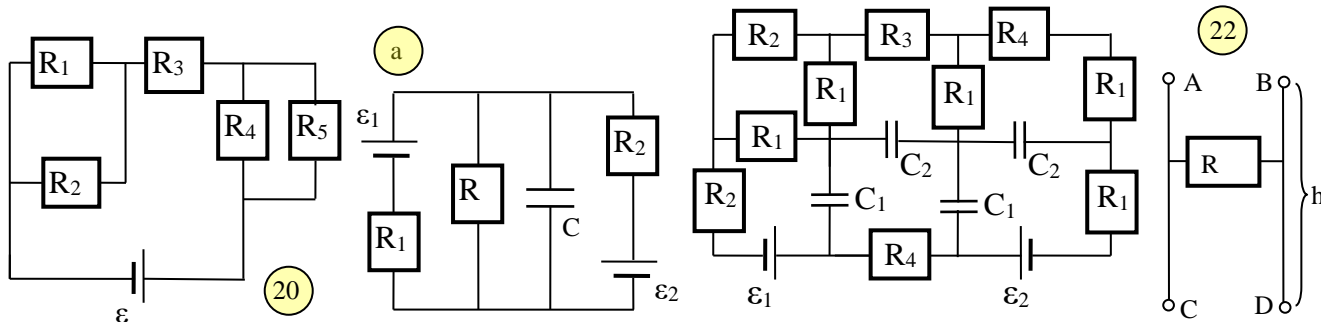 R1 R3
R4 R5
R2
ε
20
a
ε1
R2
R
R1
C
ε2
R2 R3 R4
R1 R1 R1
R1
C2 C2
R2 C1 C1 R1
R4
ε1 ε2
22
A B
R
h
C D